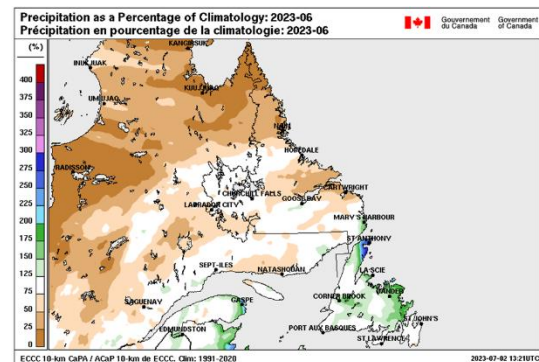 Precipitation as a Percentage of Climatology: 2023-06
Précipitation en pourcentage de la climatologie: 2023-06
Gouvernement du Canada
Government of Canada
(%)
400
375
350
325
300
275
250
225
200
175
150
125
100
75
50
25
0
KANGIRSUK
INUKJUAK
KUUJJUAQ
UMIUJAQ
NAIN
HOPEDALE
RADISSON
CARTWRIGHT
CHURCHILL FALLS
GOOSE BAY
LABRADOR CITY
MARY'S HARBOUR
ST ANTHONY
SEPT-ILES
NATASHQUAN
LA SCIE
GANDER
CORNER BROOK
SAGUENAY
GASPE
ST JOHN'S
PORT AUX BASQUES
EDMUNDSTON
ST LAWRENCE
ECCC 10-km CaPA / ACaP 10-km de ECCC. Clim: 1991-2020
2023-07-02 13:21UTC